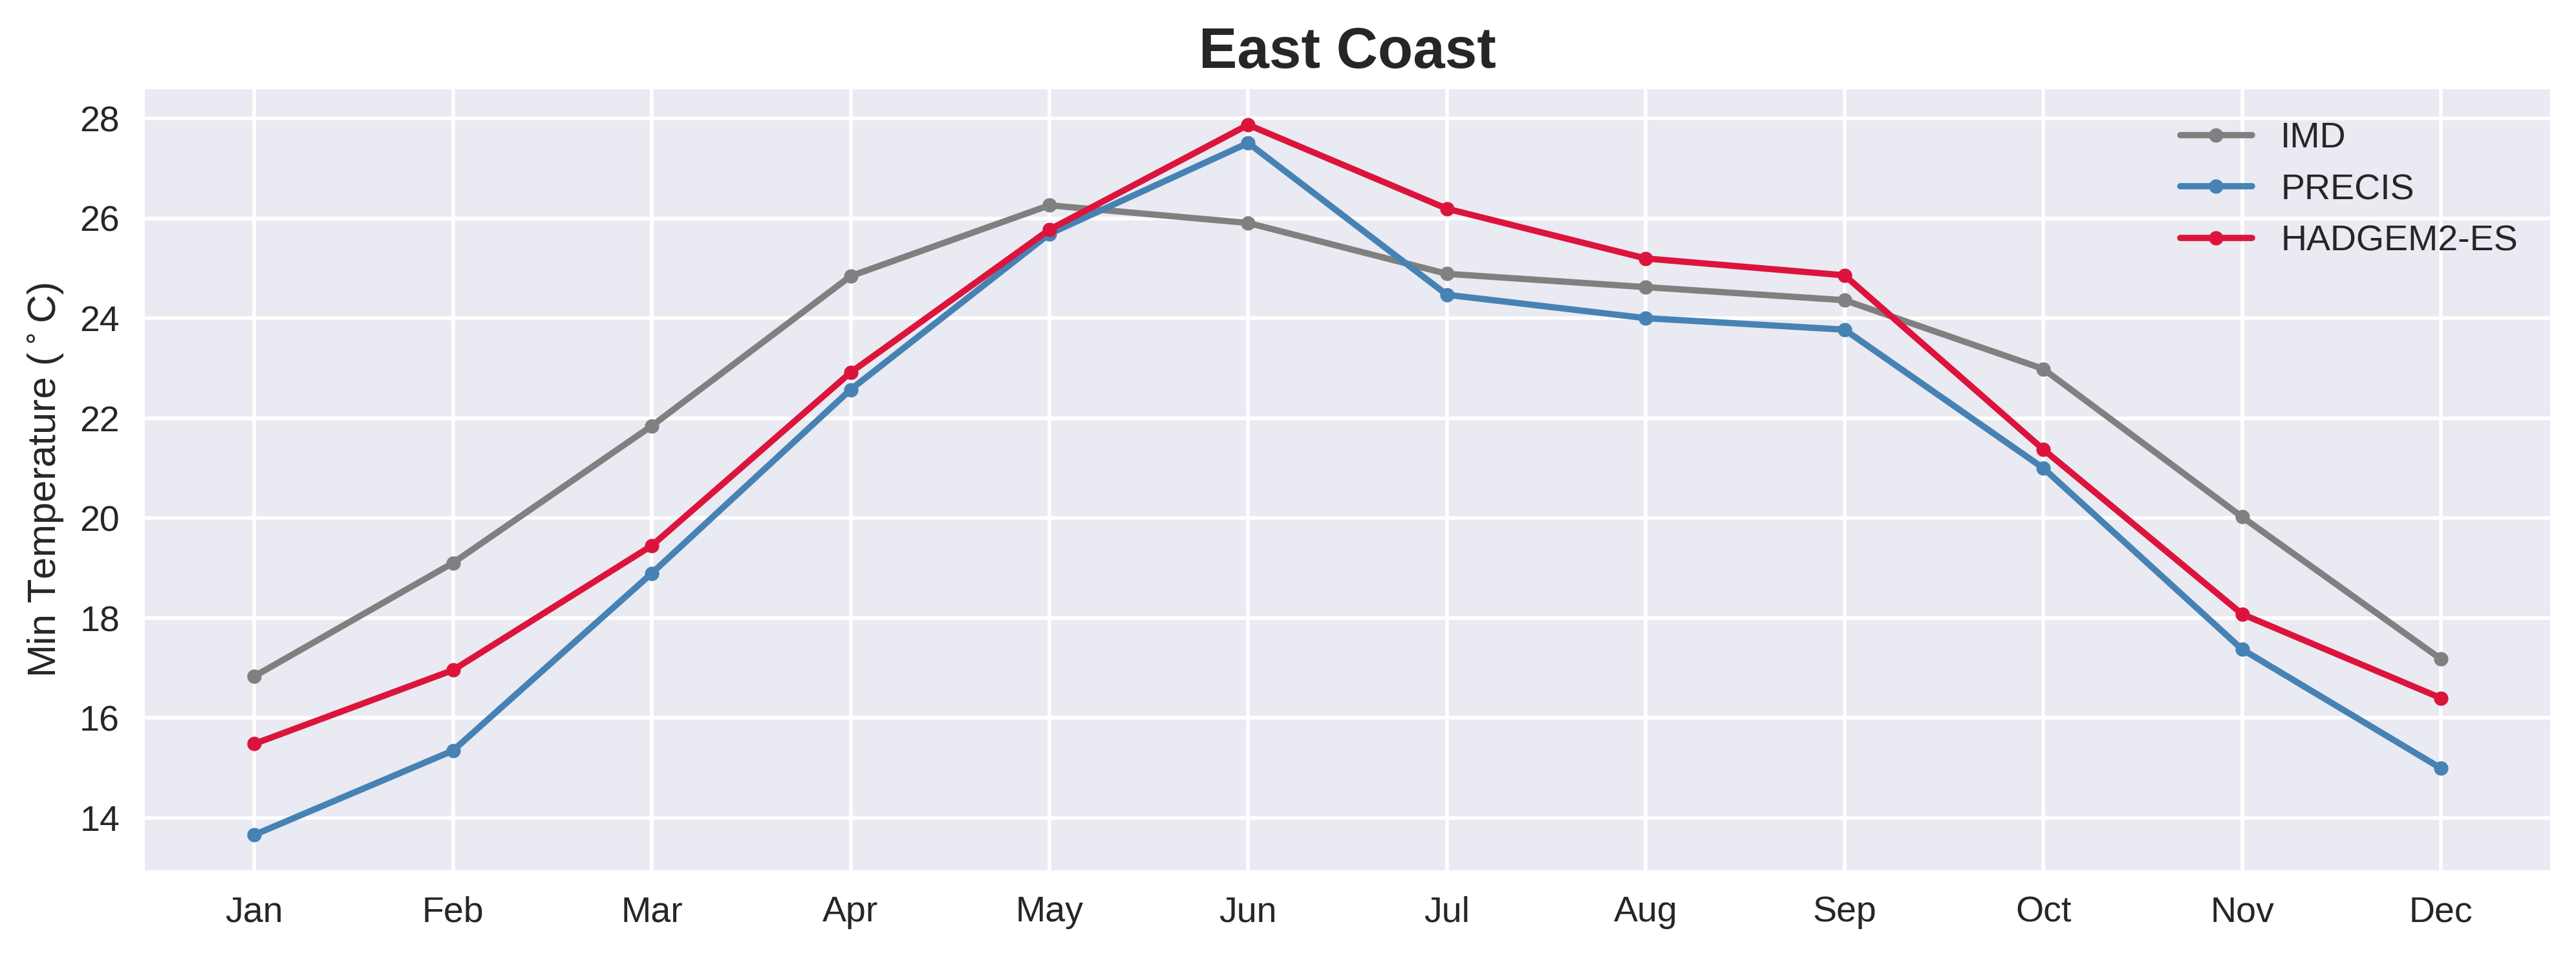 East Coast
Min Temperature (°C)
28
26
24
22
20
18
16
14
IMD
PRECIS
HADGEM2-ES
Jan Feb Mar Apr May Jun Jul Aug Sep Oct Nov Dec